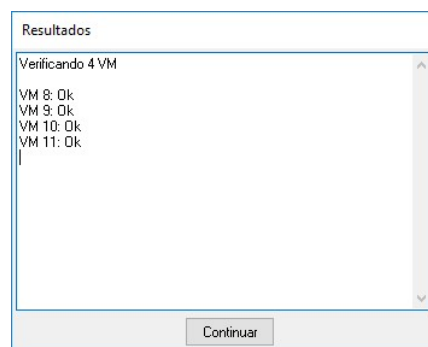 Resultados
Verificando 4 VM
VM 8: Ok
VM 9: Ok
VM 10: Ok
VM 11: Ok
Continuar